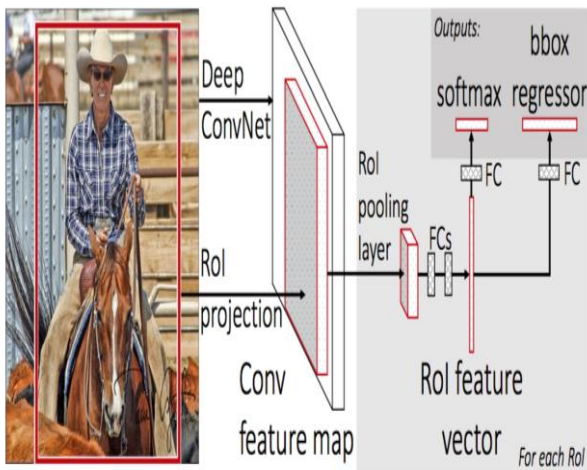 Deep
ConvNet
RoI
projection
Conv
feature map
RoI
pooling
layer
FCs
RoI feature
vector
For each RoI
Outputs:
softmax
bbox
regressor
FC
FC